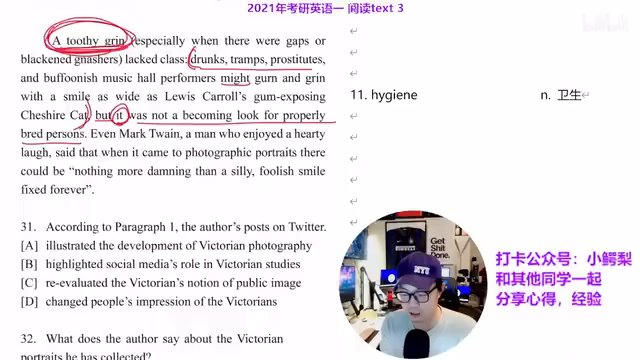 2021年考研英语一 阅读text 3
A toothy grin (especially when there were gaps or
blackened gnashers) lacked class: drunks, tramps, prostitutes,
and buffoonish music hall performers might gurn and grin
with a smile as wide as Lewis Carroll's gum-exposing
Cheshire Cat, but it was not a becoming look for properly
bred persons. Even Mark Twain, a man who enjoyed a hearty
laugh, said that when it came to photographic portraits there
could be "nothing more damning than a silly, foolish smile
fixed forever".
31. According to Paragraph 1, the author's posts on Twitter.
[A] illustrated the development of Victorian photography
[B] highlighted social media's role in Victorian studies
[C] re-evaluated the Victorian's notion of public image
[D] changed people's impression of the Victorians
32. What does the author say about the Victorian
portraits he has collected?
11. hygiene n. 卫生
Get
Shit
Done.
NYU
打卡公众号：小鳄梨
和其他同学一起
分享心得，经验
bilibili